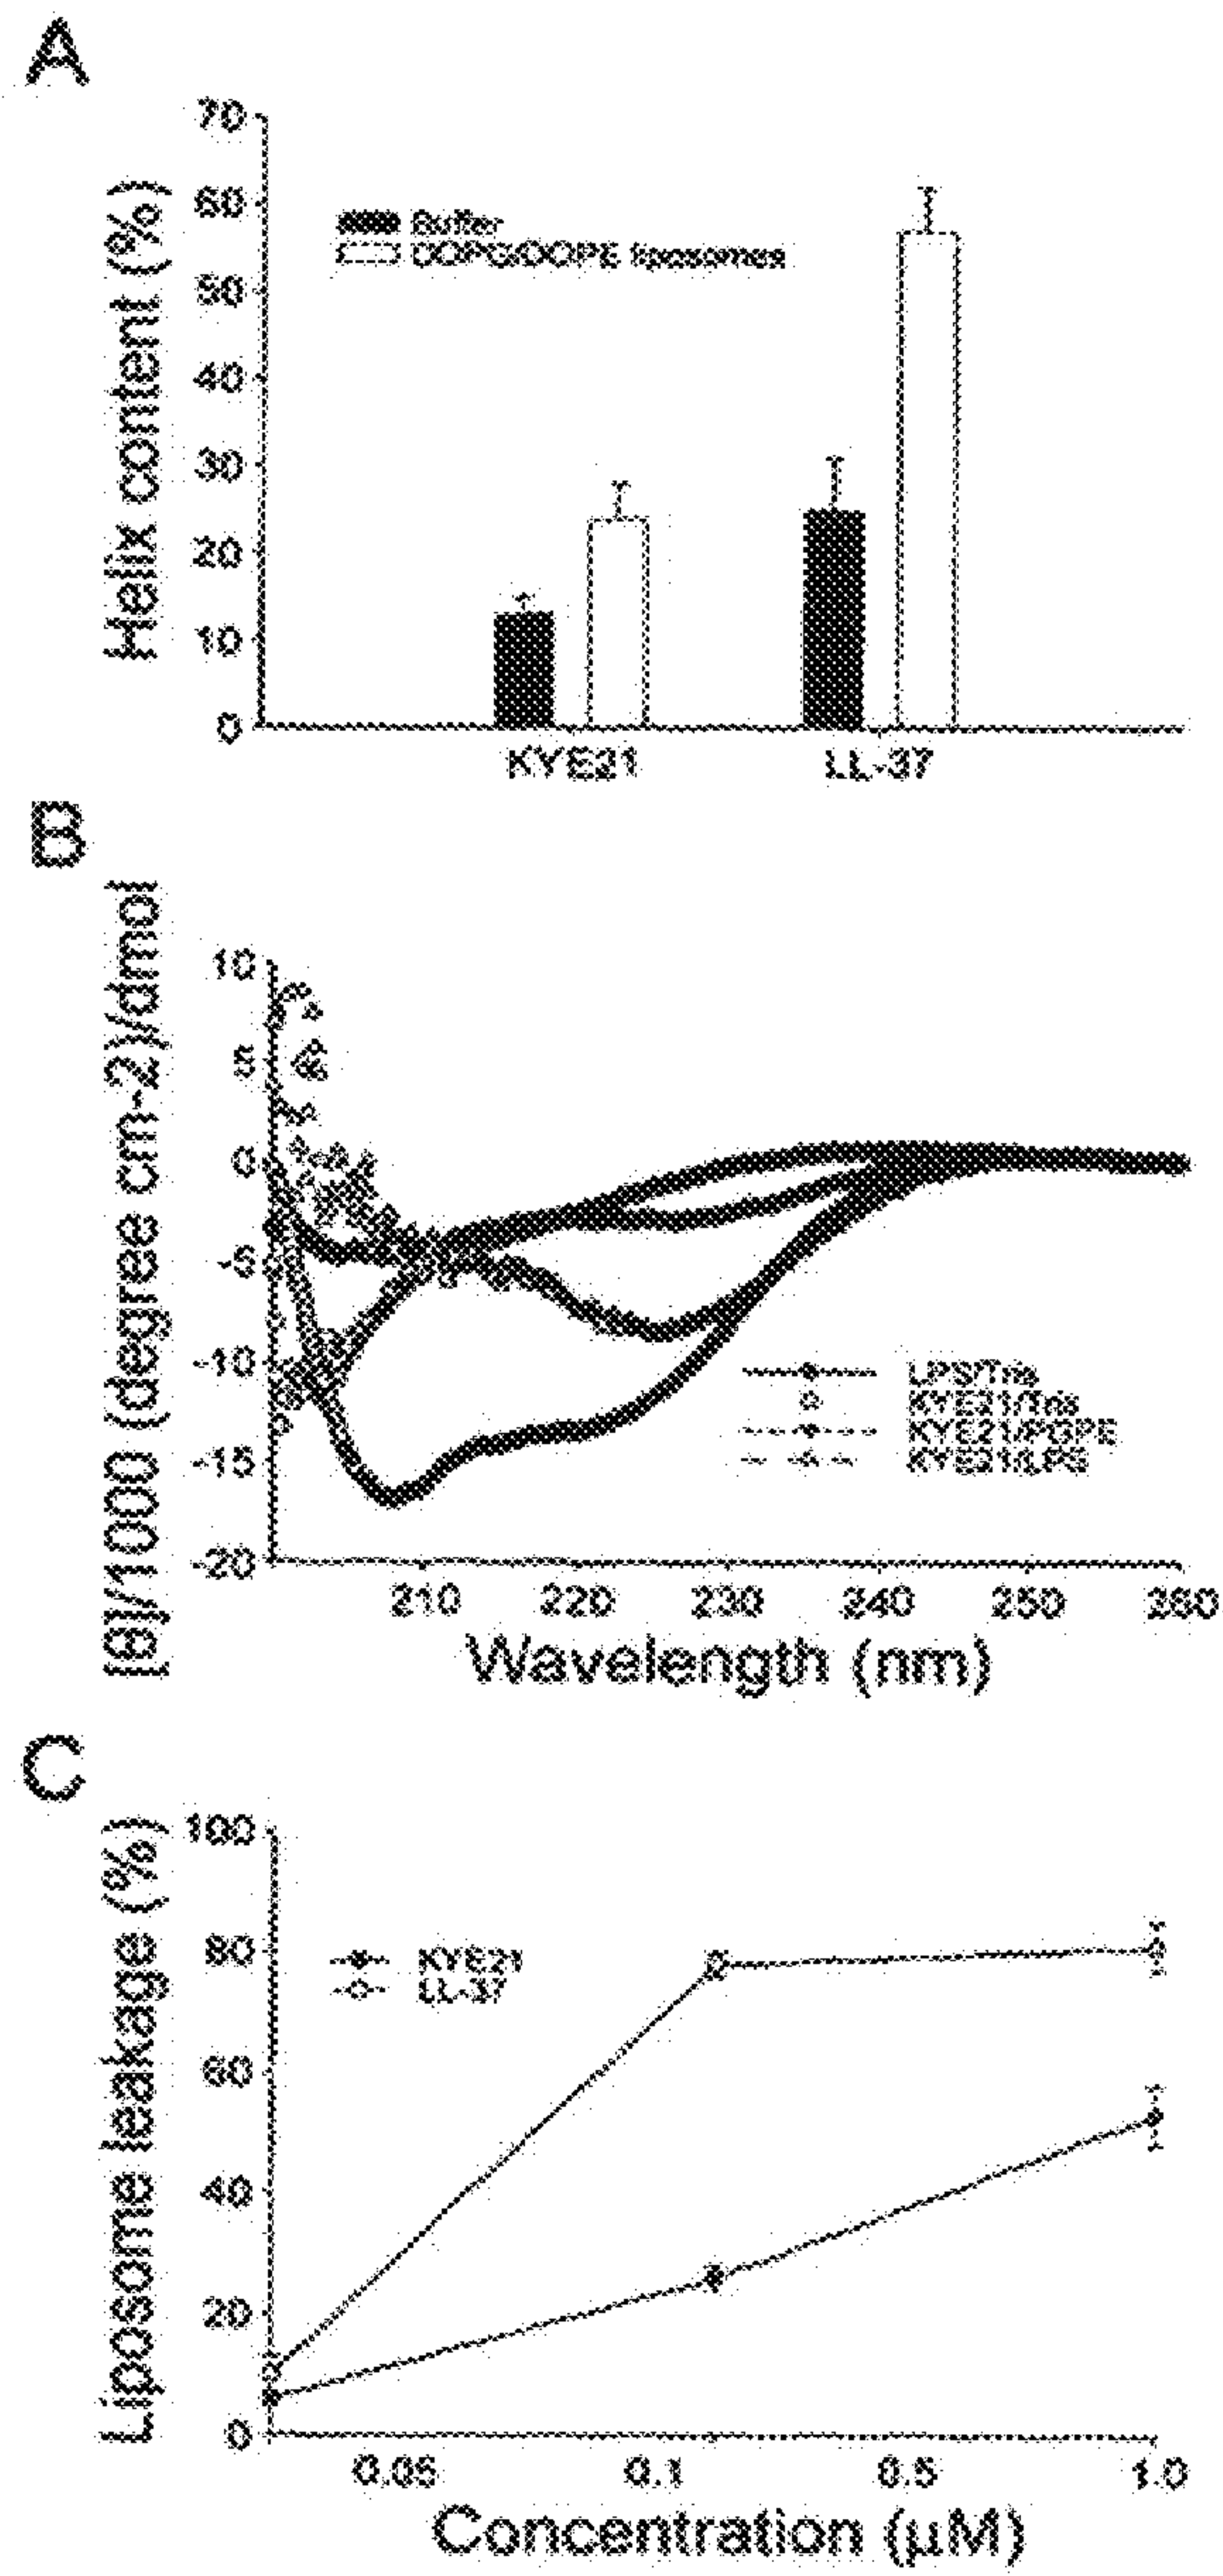 A
Helix content (%)
70
60
50
40
30
20
10
0
Buffer
DOPG/DOPE liposomes
KYE21
LL-37
B
[θ]/1000 (degree cm-2)/dmol
10
5
0
-5
-10
-15
-20
LPS/Tris
KYE21/Tris
KYE21/PGPE
KYE21/LPS
210 220 230 240 250 260
Wavelength (nm)
C
Liposome leakage (%)
100
80
60
40
20
0
KYE21
LL-37
0.05 0.1 0.5 1.0
Concentration (µM)